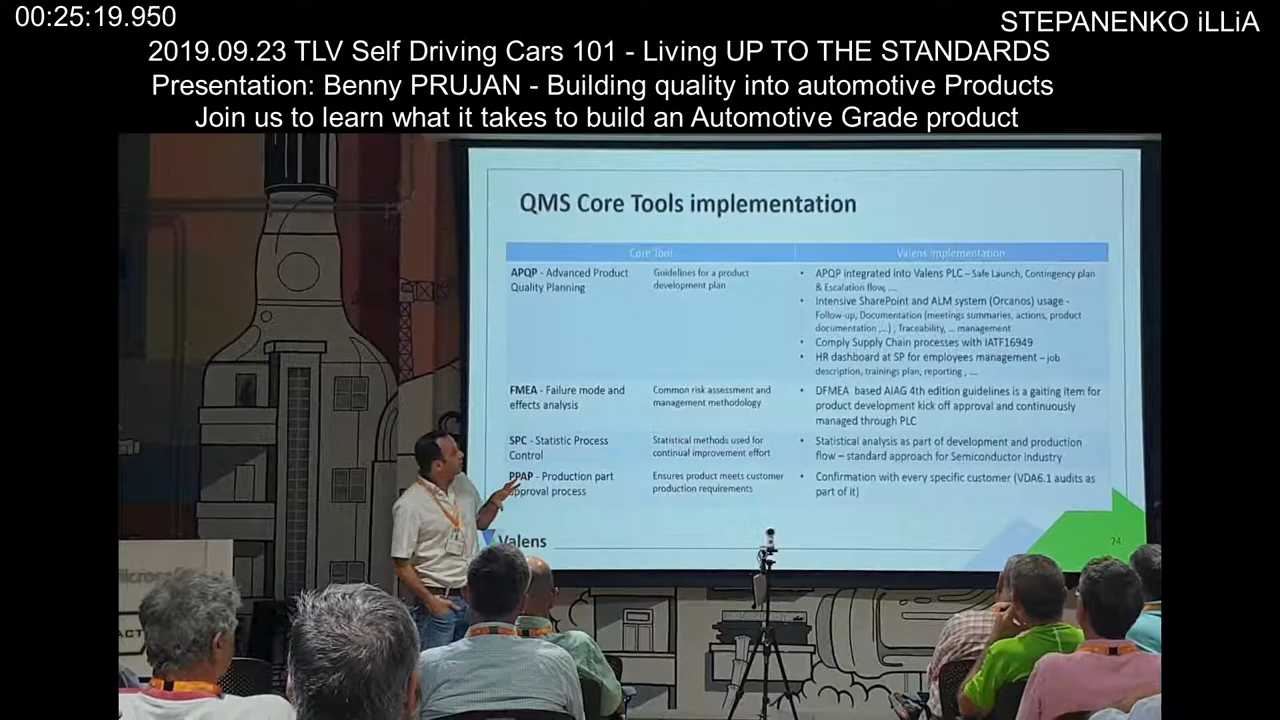 00:25:19.950
STEPANENKO iLLiA
2019.09.23 TLV Self Driving Cars 101 - Living UP TO THE STANDARDS
Presentation: Benny PRUJAN - Building quality into automotive Products
Join us to learn what it takes to build an Automotive Grade product
QMS Core Tools implementation
Core Tool
Valens Implementation
APQP - Advanced Product
Quality Planning
Guidelines for a product
development plan
• APQP integrated into Valens PLC – Safe Launch, Contingency plan
& Escalation flow, ...
• Intensive SharePoint and ALM system (Orcanos) usage -
Follow-up, Documentation (meetings summaries, actions, product
documentation ,...) , Traceability, ... management
• Comply Supply Chain processes with IATF16949
• HR dashboard at SP for employees management – job
description, trainings plan, reporting , ...
FMEA - Failure mode and
effects analysis
Common risk assessment and
management methodology
• DFMEA based AIAG 4th edition guidelines is a gaiting item for
product development kick off approval and continuously
managed through PLC
SPC - Statistic Process
Control
Statistical methods used for
continual improvement effort
• Statistical analysis as part of development and production
flow – standard approach for Semiconductor Industry
PPAP - Production part
approval process
Ensures product meets customer
production requirements
• Confirmation with every specific customer (VDA6.1 audits as
part of it)
Valens
24